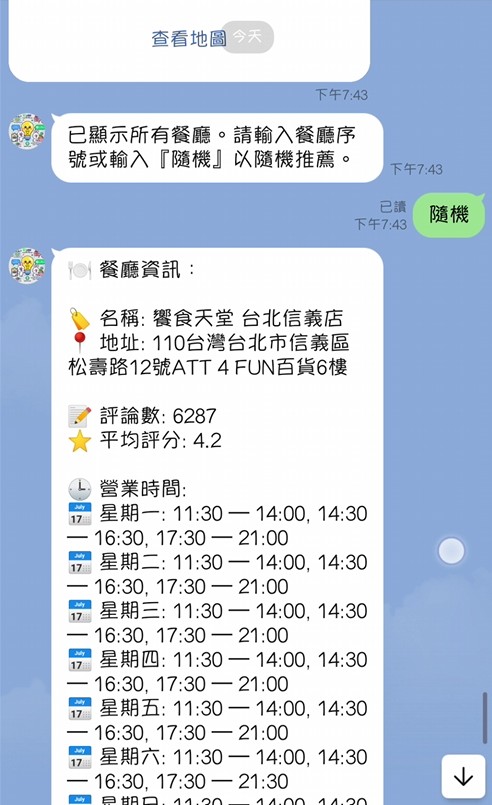 查看地圖
今天
下午7:43
已顯示所有餐廳。請輸入餐廳序
號或輸入『隨機』以隨機推薦。
下午7:43
已讀
下午7:43
隨機
餐廳資訊：
名稱: 饗食天堂 台北信義店
地址: 110台灣台北市信義區
松壽路12號ATT 4 FUN百貨6樓
評論數: 6287
平均評分: 4.2
營業時間:
星期一: 11:30 — 14:00, 14:30
— 16:30, 17:30 — 21:00
星期二: 11:30 — 14:00, 14:30
— 16:30, 17:30 — 21:00
星期三: 11:30 — 14:00, 14:30
— 16:30, 17:30 — 21:00
星期四: 11:30 — 14:00, 14:30
— 16:30, 17:30 — 21:00
星期五: 11:30 — 14:00, 14:30
— 16:30, 17:30 — 21:00
星期六: 11:30 — 14:00, 14:30
— 16:30, 17:30 — 21:30
星期日: 11:30 — 14:00, 14:30